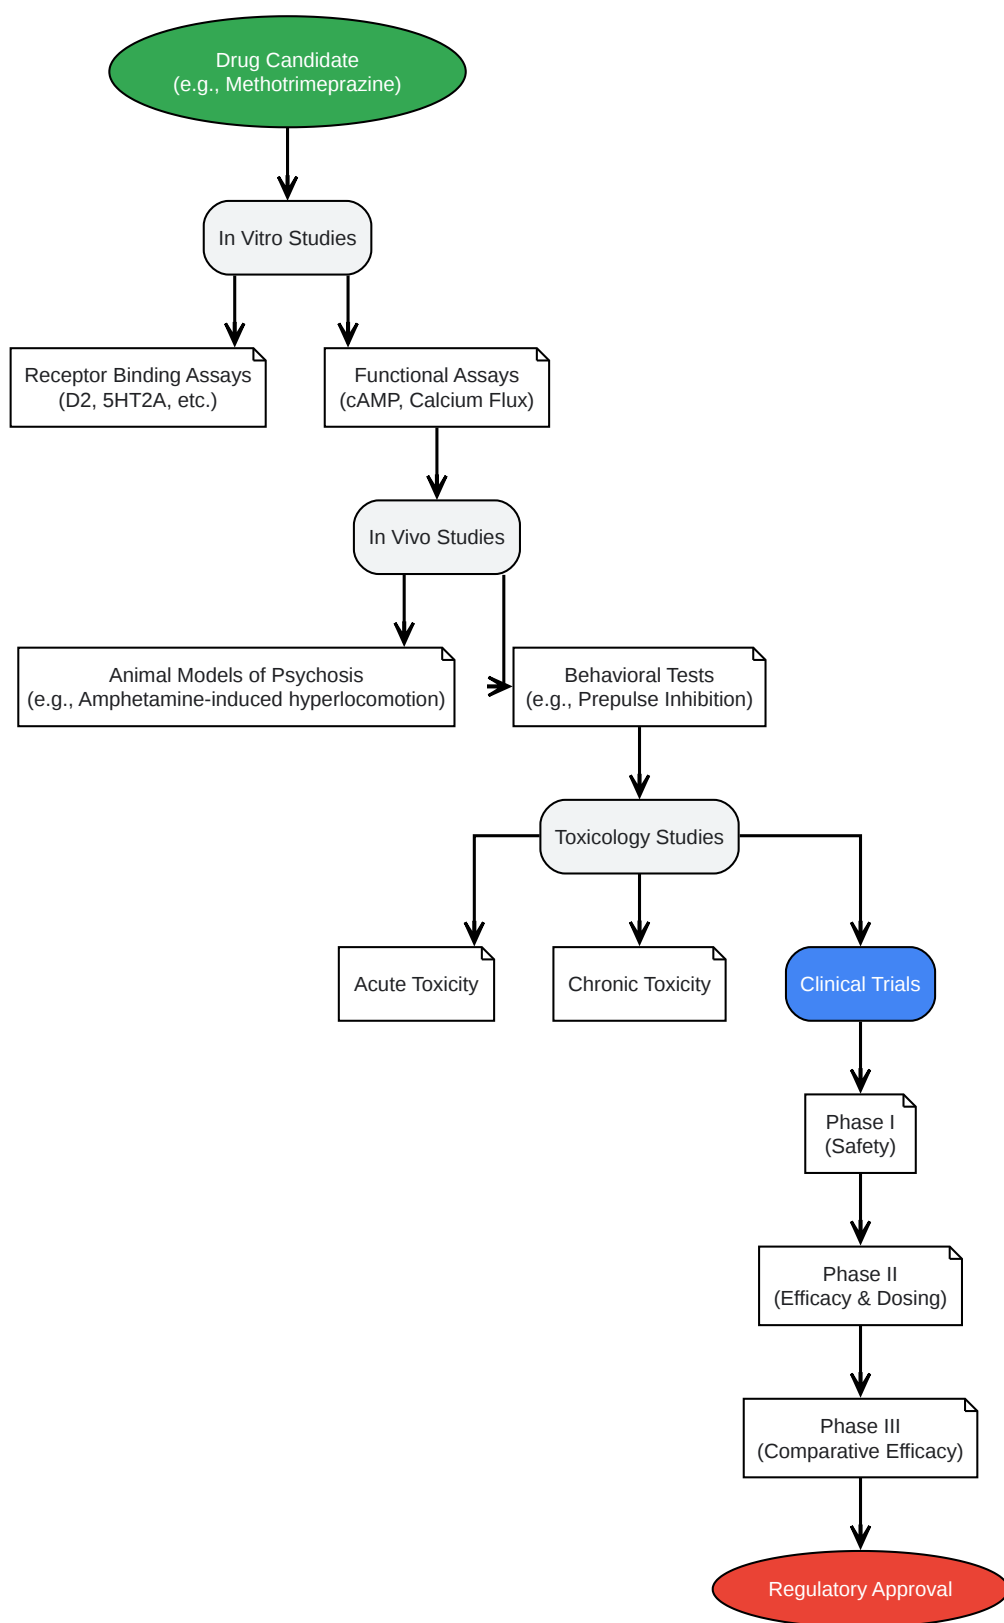 Drug Candidate
(e.g., Methotrimeprazine)
In Vitro Studies
Receptor Binding Assays
(D2, 5HT2A, etc.)
Functional Assays
(cAMP, Calcium Flux)
In Vivo Studies
Animal Models of Psychosis
(e.g., Amphetamine-induced hyperlocomotion)
Behavioral Tests
(e.g., Prepulse Inhibition)
Toxicology Studies
Acute Toxicity
Chronic Toxicity
Clinical Trials
Phase I
(Safety)
Phase II
(Efficacy & Dosing)
Phase III
(Comparative Efficacy)
Regulatory Approval